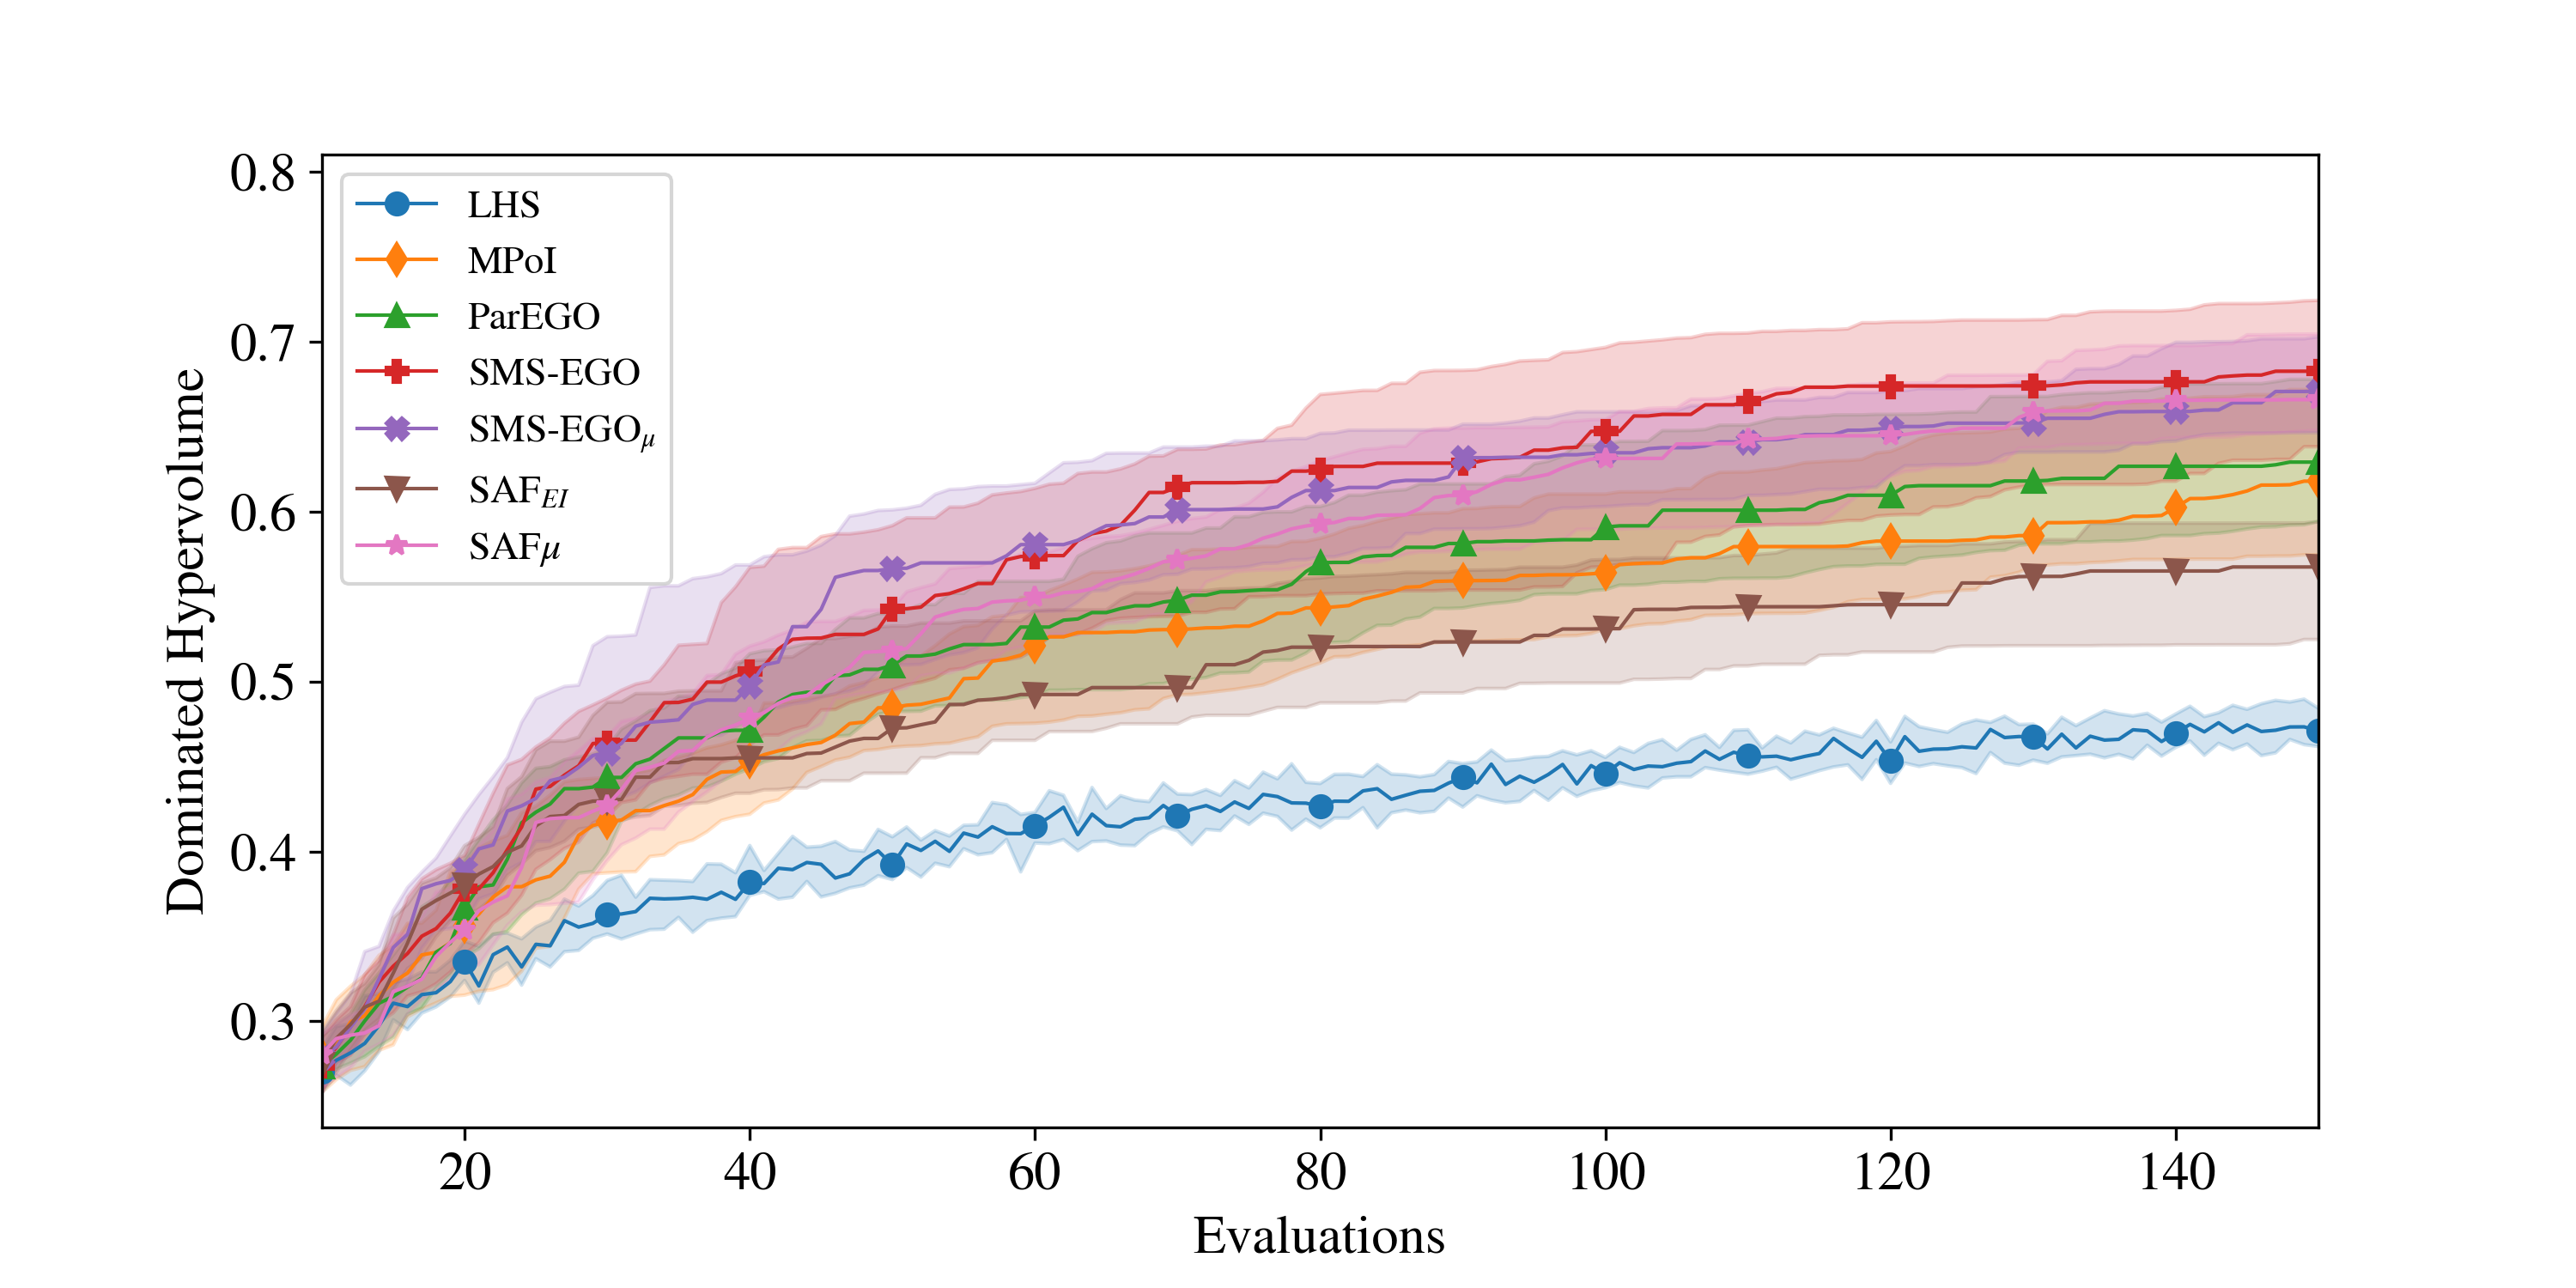 0.8
0.7
0.6
0.5
0.4
0.3
Dominated Hypervolume
LHS
MPoI
ParEGO
SMS-EGO
SMS-EGOμ
SAFEI
SAFμ
20 40 60 80 100 120 140
Evaluations